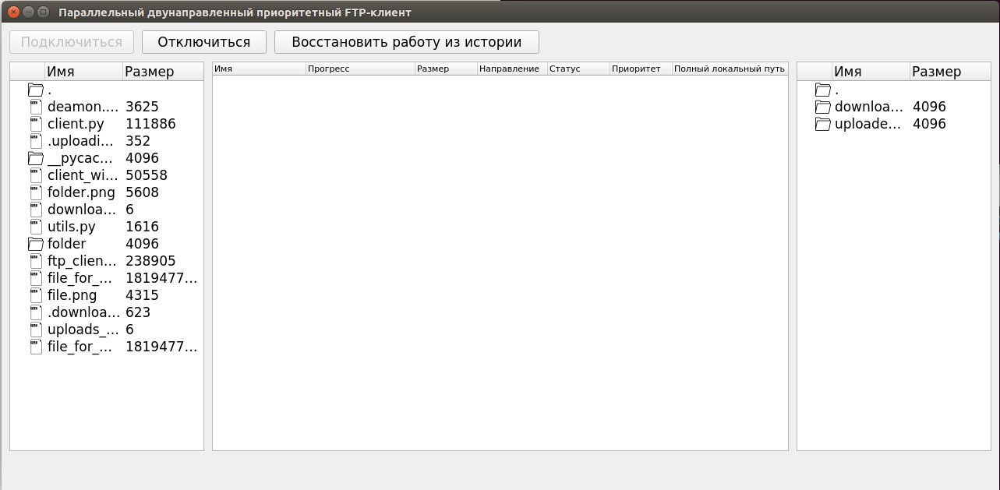 Параллельный двунаправленный приоритетный FTP-клиент
Подключиться Отключиться Восстановить работу из истории
Имя Размер
.
deamon.... 3625
client.py 111886
.uploadi... 352
__pycac... 4096
client_wi... 50558
folder.png 5608
downloa... 6
utils.py 1616
folder 4096
ftp_clien... 238905
file_for_... 1819477...
file.png 4315
.downloa... 623
uploads_... 6
file_for_... 1819477...
Имя Прогресс Размер Направление Статус Приоритет Полный локальный путь
Имя Размер
.
downloa... 4096
uploade... 4096